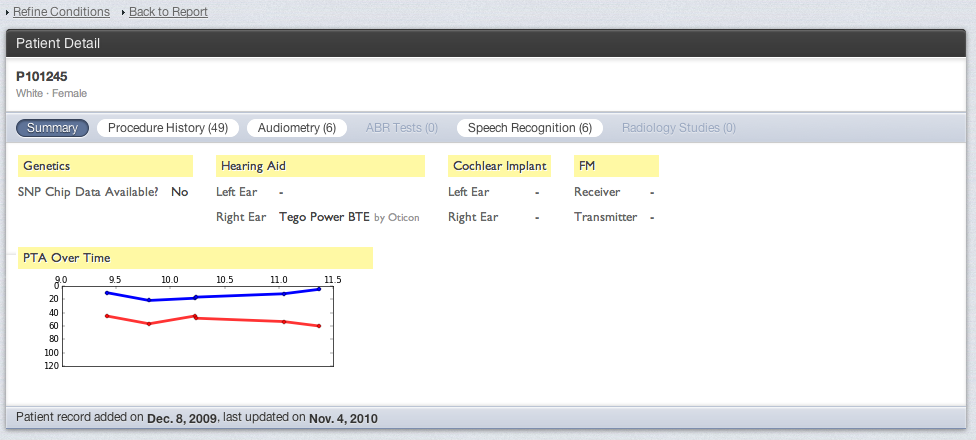 Refine Conditions Back to Report
Patient Detail
P101245
White · Female
Summary Procedure History (49) Audiometry (6) ABR Tests (0) Speech Recognition (6) Radiology Studies (0)
Genetics Hearing Aid Cochlear Implant FM
SNP Chip Data Available? No Left Ear - Left Ear - Receiver -
Right Ear Tego Power BTE by Oticon Right Ear - Transmitter -
PTA Over Time
9.0 9.5 10.0 10.5 11.0 11.5
0
20
40
60
80
100
120
Patient record added on Dec. 8, 2009, last updated on Nov. 4, 2010